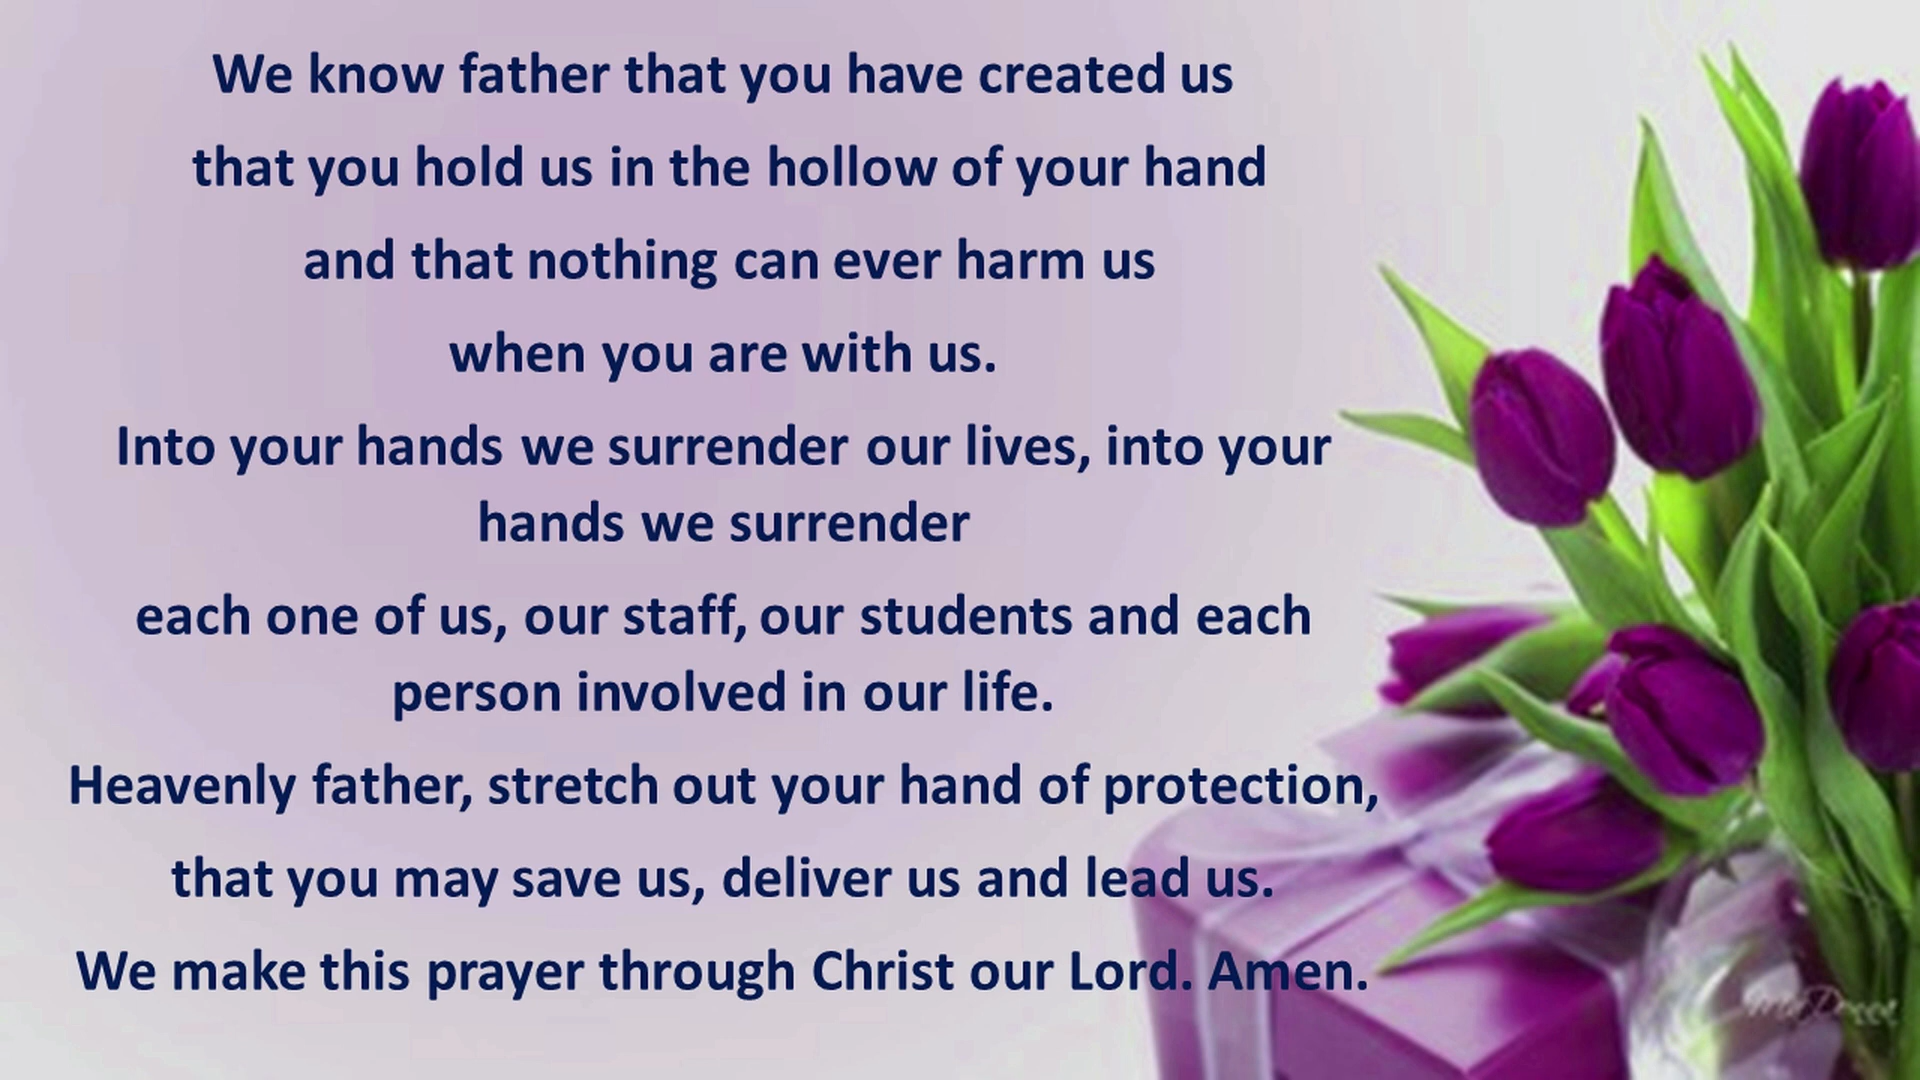 We know father that you have created us
that you hold us in the hollow of your hand
and that nothing can ever harm us
when you are with us.
Into your hands we surrender our lives, into your
hands we surrender
each one of us, our staff, our students and each
person involved in our life.
Heavenly father, stretch out your hand of protection,
that you may save us, deliver us and lead us.
We make this prayer through Christ our Lord. Amen.